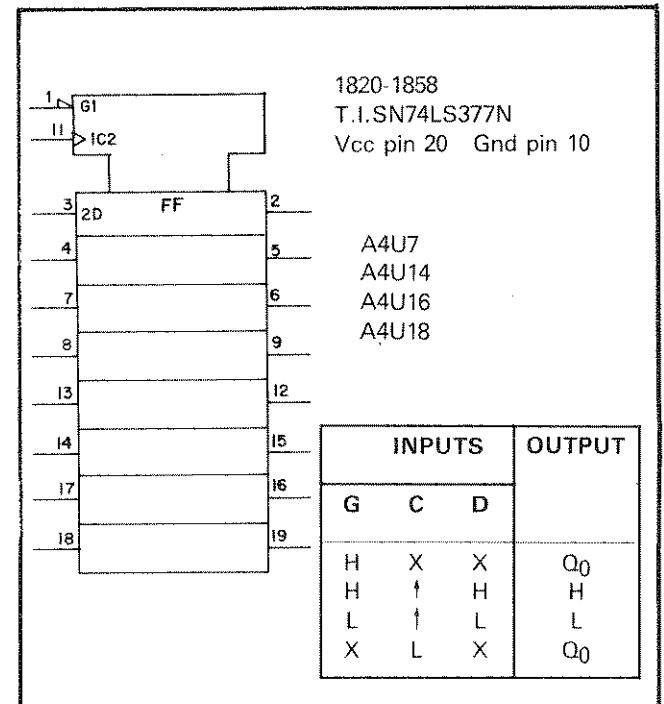 1820-1858
T.I.SN74LS377N
Vcc pin 20 Gnd pin 10
1 G1
11 1C2
3 2D FF 2
4 5
7 6
8 9
13 12
14 15
17 16
18 19
A4U7
A4U14
A4U16
A4U18
INPUTS OUTPUT
G C D
H X X Q0
H ↑ H H
L ↑ L L
X L X Q0